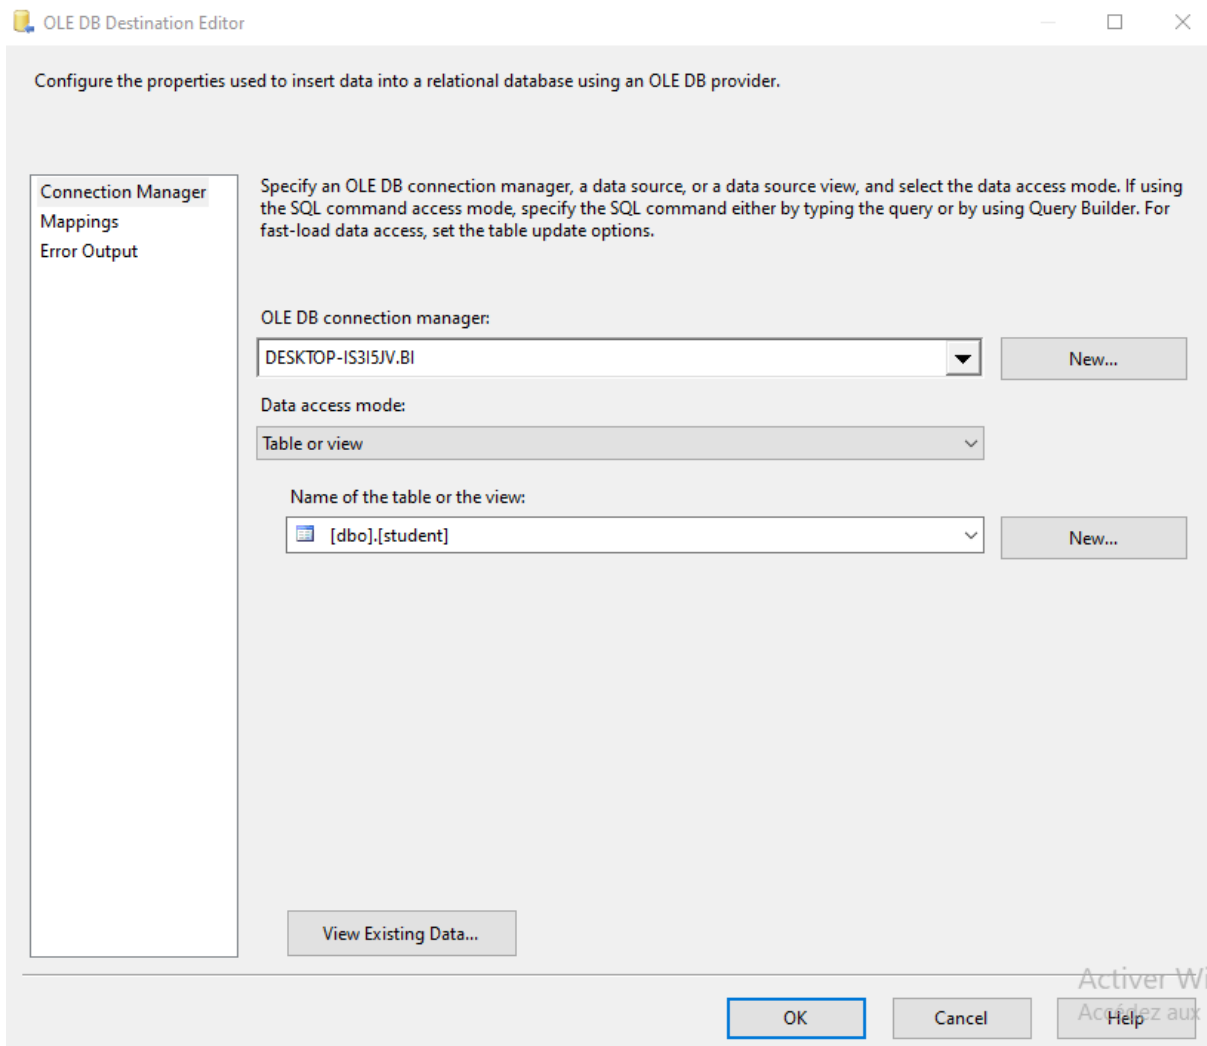 OLE DB Destination Editor
Configure the properties used to insert data into a relational database using an OLE DB provider.
Connection Manager
Mappings
Error Output
Specify an OLE DB connection manager, a data source, or a data source view, and select the data access mode. If using
the SQL command access mode, specify the SQL command either by typing the query or by using Query Builder. For
fast-load data access, set the table update options.
OLE DB connection manager:
DESKTOP-IS3I5JV.BI
New...
Data access mode:
Table or view
Name of the table or the view:
[dbo].[student]
New...
View Existing Data...
Activer Wi
Accédez aux
OK
Cancel
Help